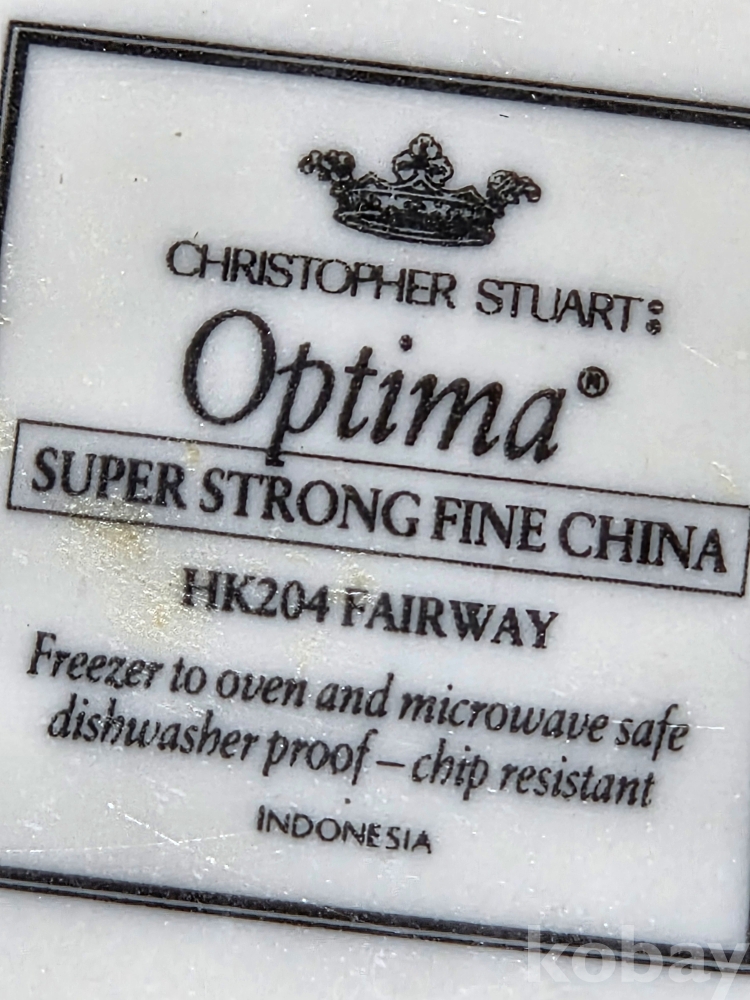 CHRISTOPHER STUART:
Optima®
SUPER STRONG FINE CHINA
HK204 FAIRWAY
Freezer to oven and microwave safe
dishwasher proof – chip resistant
INDONESIA
kobay